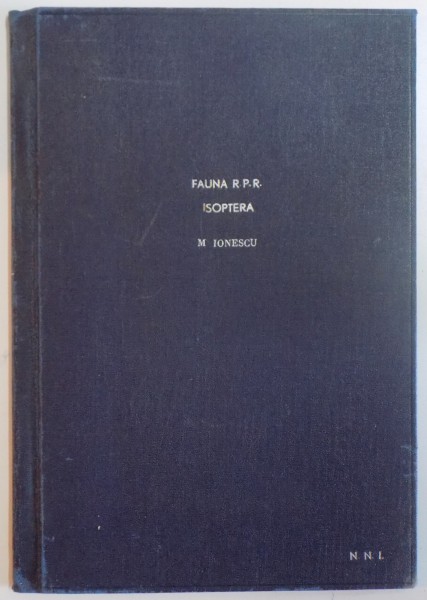 FAUNA R.P.R.
ISOPTERA
M IONESCU
N. N. I.